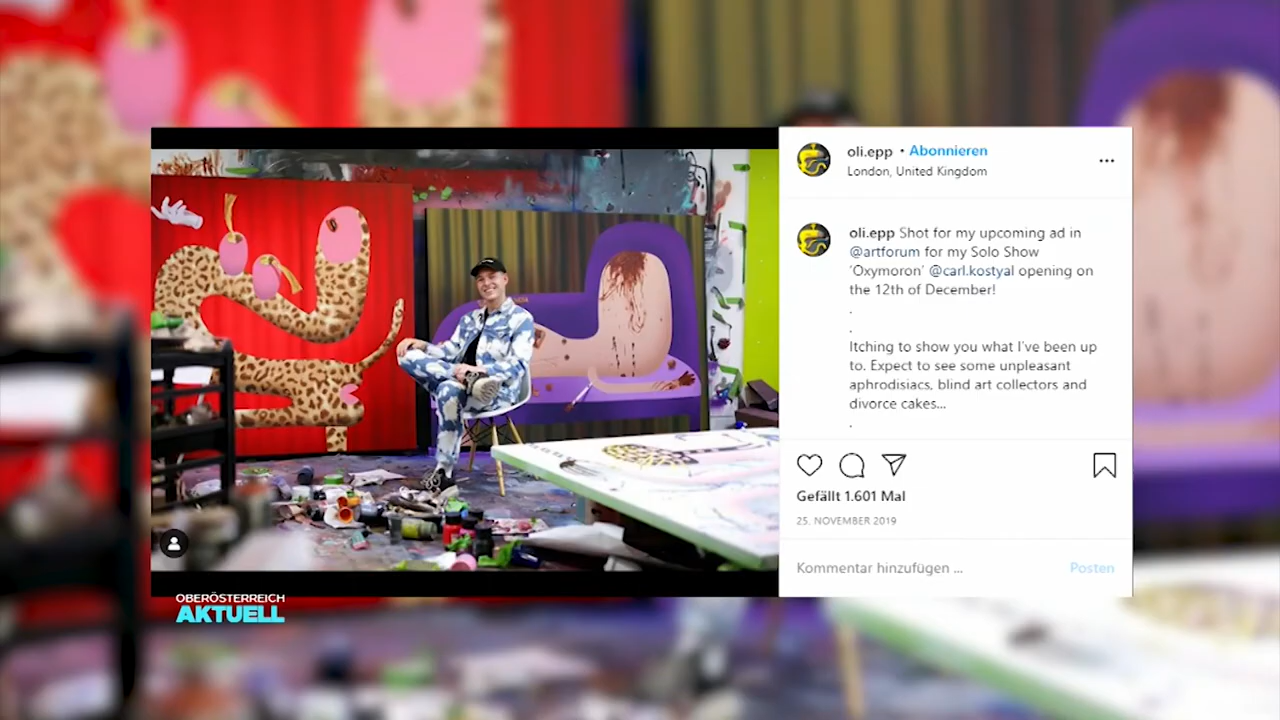 oli.epp • Abonnieren
London, United Kingdom
oli.epp Shot for my upcoming ad in
@artforum for my Solo Show
'Oxymoron' @carl.kostyal opening on
the 12th of December!
.
.
Itching to show you what I've been up
to. Expect to see some unpleasant
aphrodisiacs, blind art collectors and
divorce cakes...
.
Gefällt 1.601 Mal
25. NOVEMBER 2019
Kommentar hinzufügen ... Posten
OBERÖSTERREICH
AKTUELL